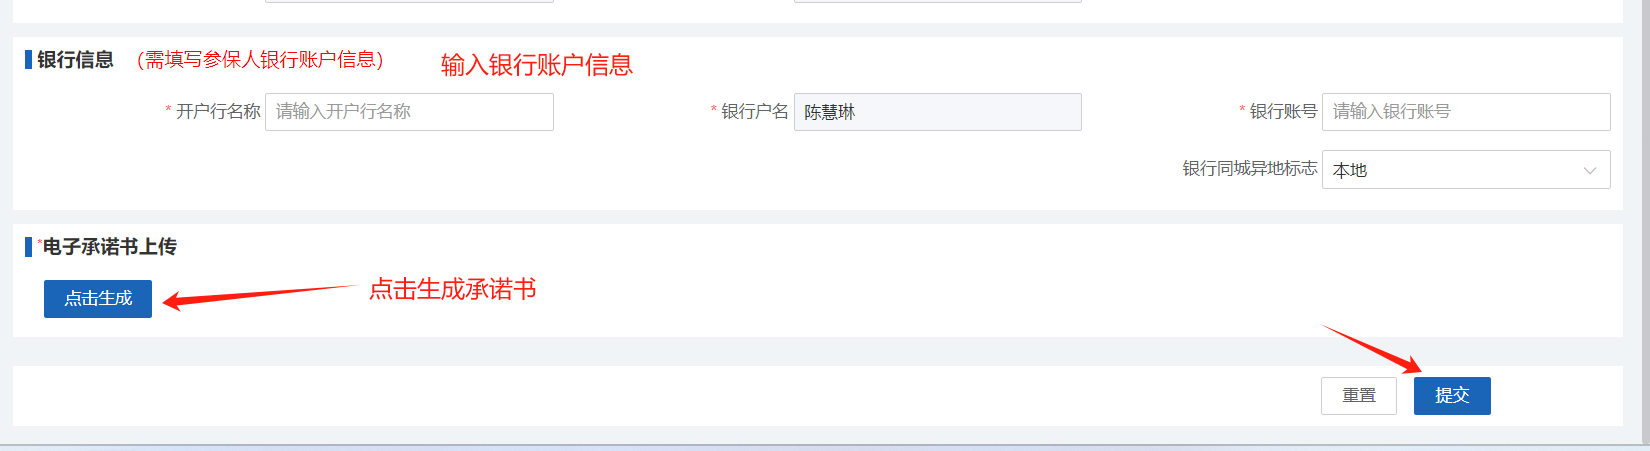 银行信息 （需填写参保人银行账户信息） 输入银行账户信息
* 开户行名称 请输入开户行名称 * 银行户名 陈慧琳 * 银行账号 请输入银行账号
银行同城异地标志 本地
*电子承诺书上传
点击生成 点击生成承诺书
重置 提交